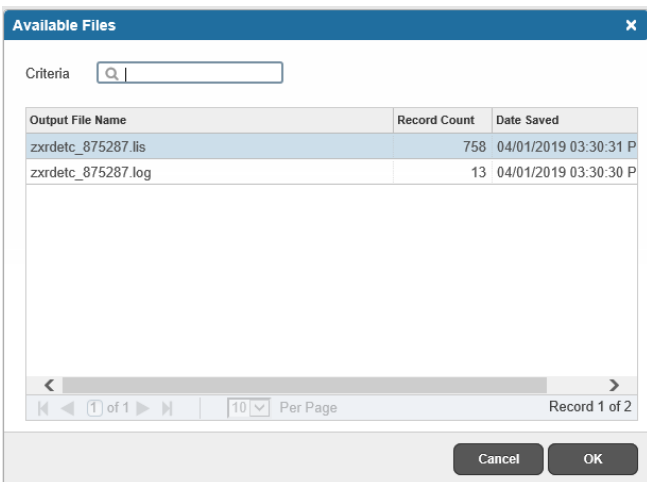 Available Files
Criteria
Output File Name Record Count Date Saved
zxrdetc_875287.lis 758 04/01/2019 03:30:31 P
zxrdetc_875287.log 13 04/01/2019 03:30:30 P
1 of 1 10 Per Page Record 1 of 2
Cancel OK